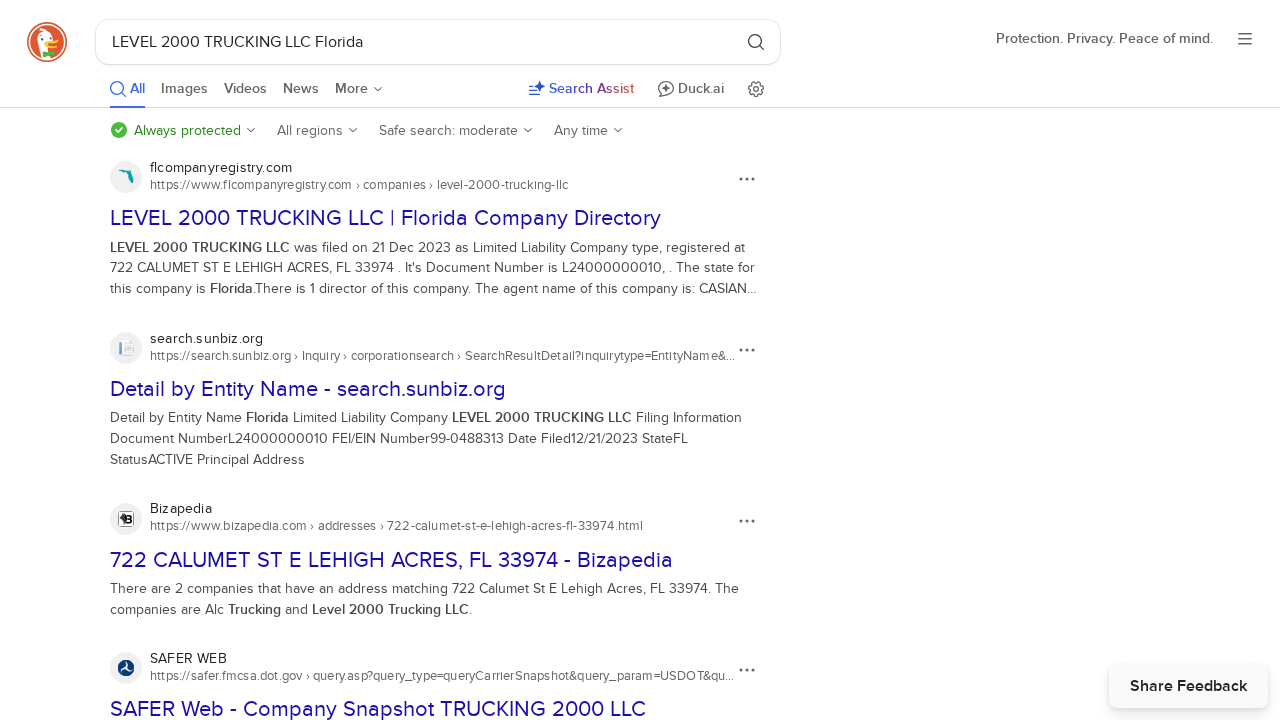 LEVEL 2000 TRUCKING LLC Florida
Protection. Privacy. Peace of mind.
All
Images
Videos
News
More
Search Assist
Duck.ai
Always protected
All regions
Safe search: moderate
Any time
flcompanyregistry.com
https://www.flcompanyregistry.com › companies › level-2000-trucking-llc
LEVEL 2000 TRUCKING LLC | Florida Company Directory
LEVEL 2000 TRUCKING LLC was filed on 21 Dec 2023 as Limited Liability Company type, registered at
722 CALUMET ST E LEHIGH ACRES, FL 33974 . It's Document Number is L24000000010, . The state for
this company is Florida.There is 1 director of this company. The agent name of this company is: CASIAN...
search.sunbiz.org
https://search.sunbiz.org › Inquiry › corporationsearch › SearchResultDetail?inquirytype=EntityName&...
Detail by Entity Name - search.sunbiz.org
Detail by Entity Name Florida Limited Liability Company LEVEL 2000 TRUCKING LLC Filing Information
Document NumberL24000000010 FEI/EIN Number99-0488313 Date Filed12/21/2023 StateFL
StatusACTIVE Principal Address
Bizapedia
https://www.bizapedia.com › addresses › 722-calumet-st-e-lehigh-acres-fl-33974.html
722 CALUMET ST E LEHIGH ACRES, FL 33974 - Bizapedia
There are 2 companies that have an address matching 722 Calumet St E Lehigh Acres, FL 33974. The
companies are Alc Trucking and Level 2000 Trucking LLC.
SAFER WEB
https://safer.fmcsa.dot.gov › query.asp?query_type=queryCarrierSnapshot&query_param=USDOT&qu...
SAFER Web - Company Snapshot TRUCKING 2000 LLC
Share Feedback